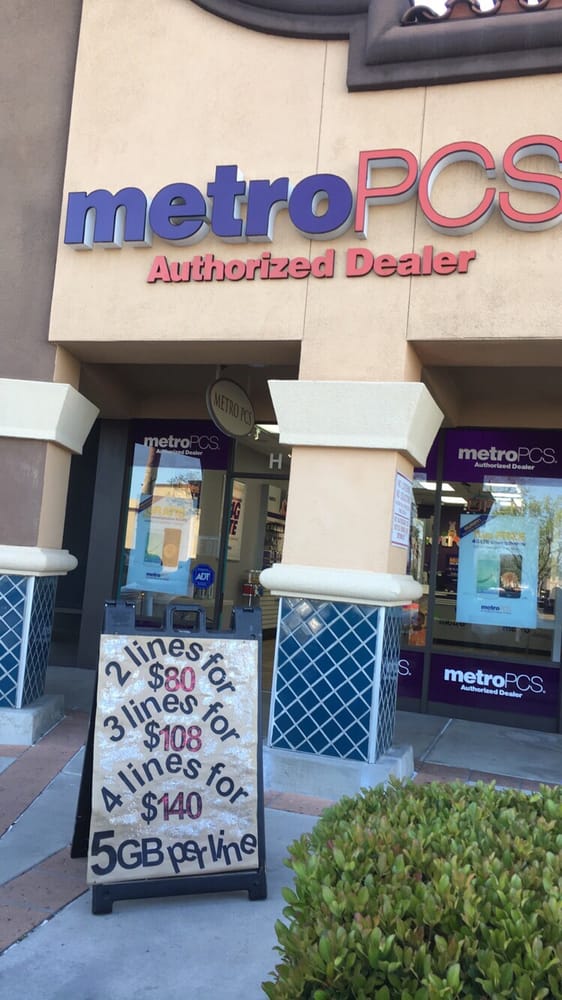 metroPCS
Authorized Dealer
METRO PCS
H
metroPCS.
Authorized Dealer
metroPCS.
Authorized Dealer
ADT
metroPCS.
Authorized Dealer
2 lines for
$80
3 lines for
$108
4 lines for
$140
5GB per line